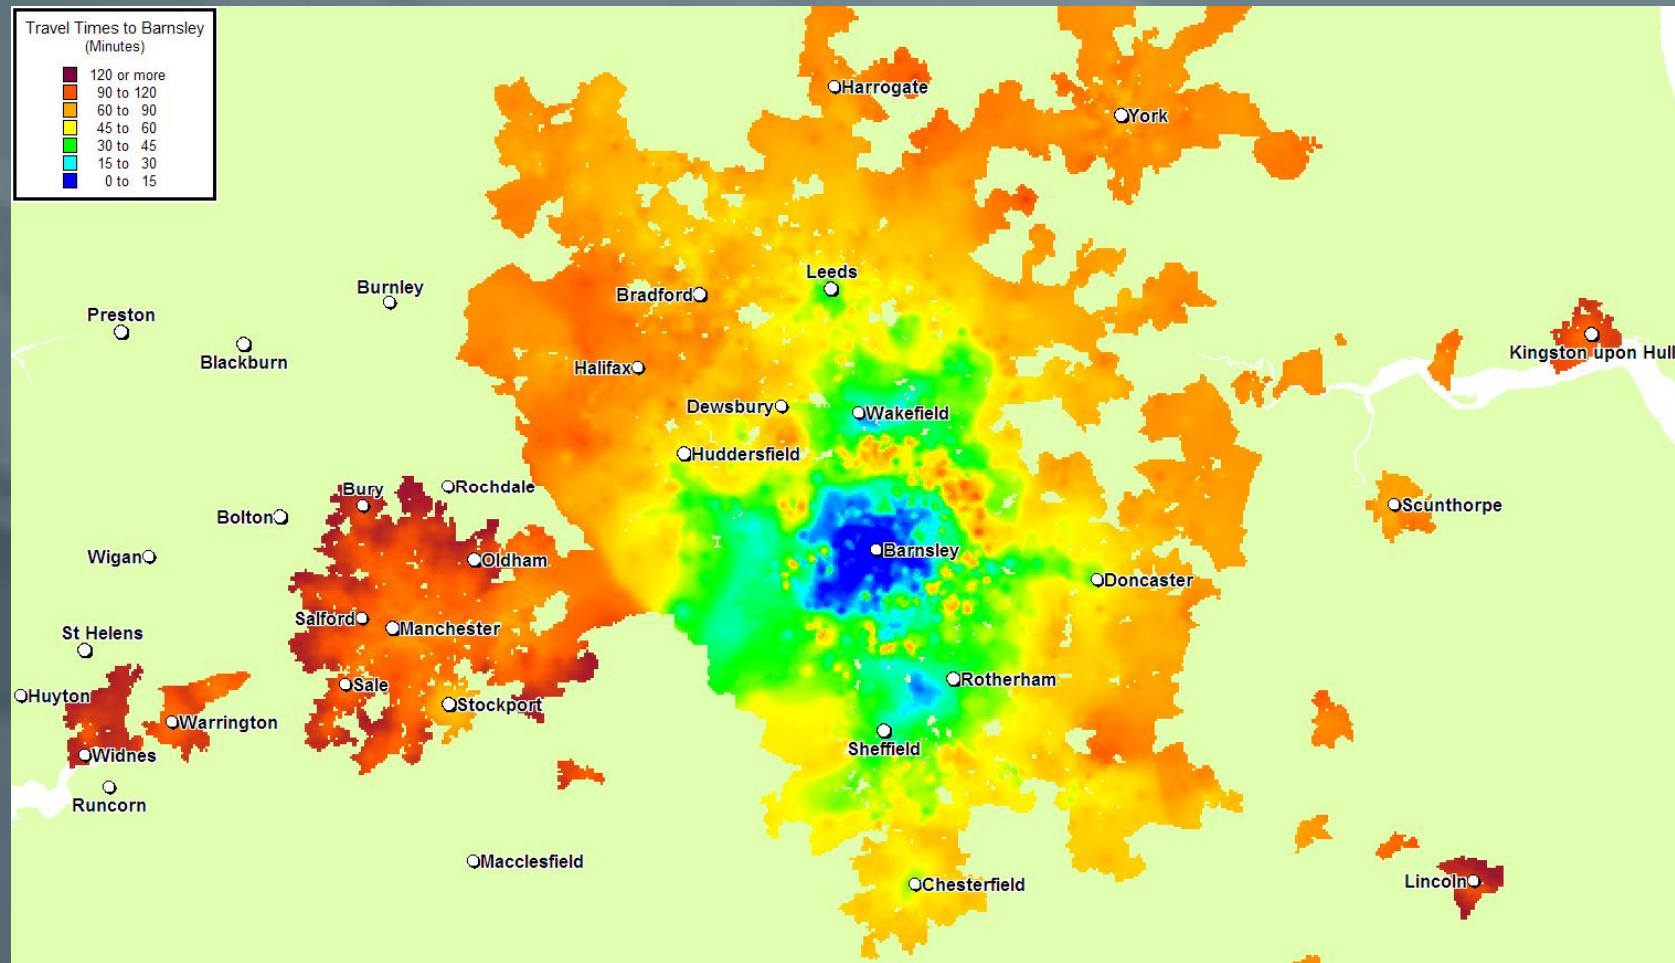 Travel Times to Barnsley
(Minutes)
120 or more
90 to 120
60 to 90
45 to 60
30 to 45
15 to 30
0 to 15
Harrogate
York
Leeds
Burnley
Bradford
Preston
Blackburn
Kingston upon Hull
Halifax
Dewsbury
Wakefield
Huddersfield
Bury
Rochdale
Bolton
Scunthorpe
Wigan
Oldham
Barnsley
Doncaster
Salford
Manchester
St Helens
Huyton
Sale
Stockport
Rotherham
Warrington
Widnes
Sheffield
Runcorn
Macclesfield
Chesterfield
Lincoln